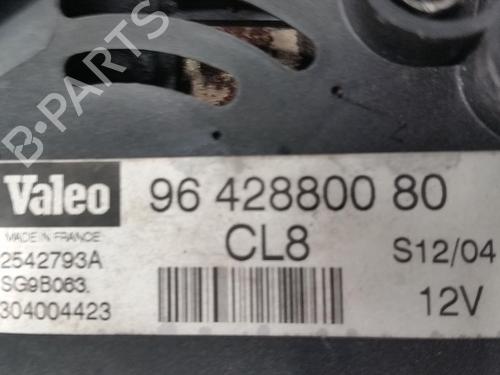 B-PARTS
Valeo 96 428800 80
MADE IN FRANCE
CL8
2542793A S12/04
SG9B063.
304004423 12V